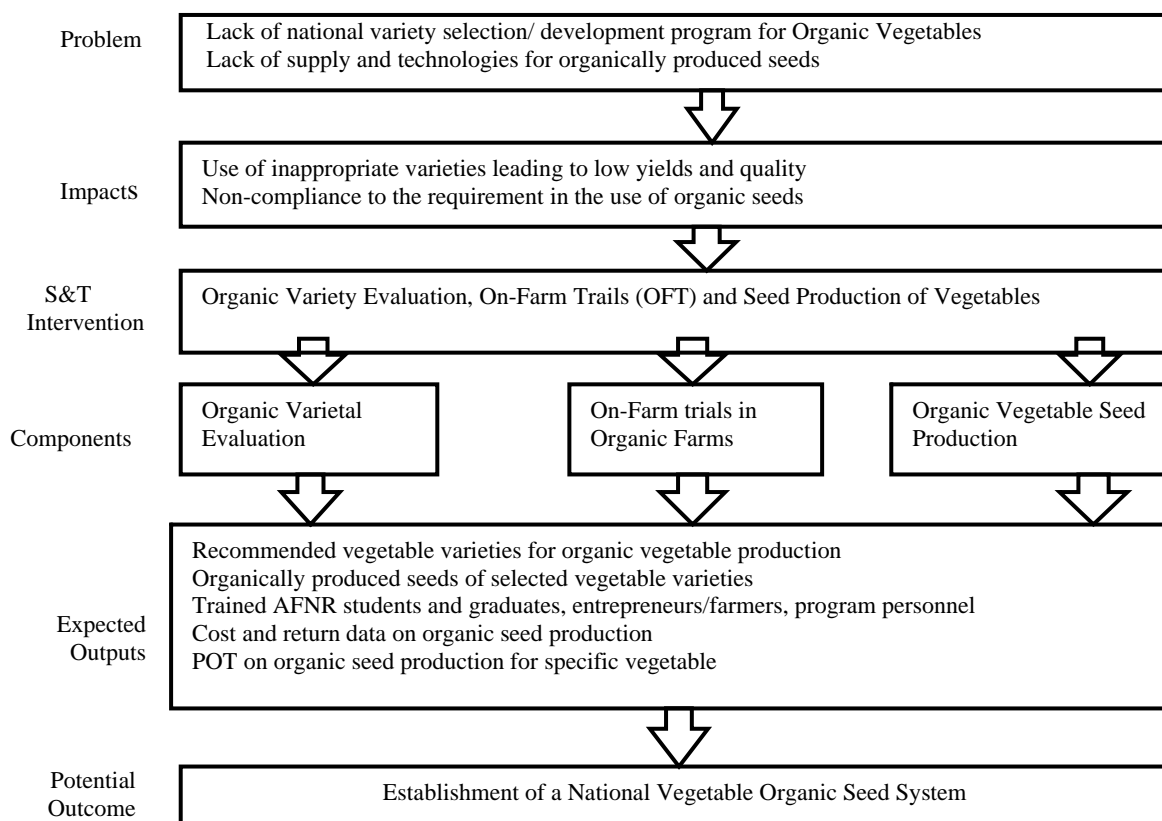 Problem
Lack of national variety selection/ development program for Organic Vegetables
Lack of supply and technologies for organically produced seeds
Impacts
Use of inappropriate varieties leading to low yields and quality
Non-compliance to the requirement in the use of organic seeds
S&T
Intervention
Organic Variety Evaluation, On-Farm Trails (OFT) and Seed Production of Vegetables
Components
Organic Varietal
Evaluation
On-Farm trials in
Organic Farms
Organic Vegetable Seed
Production
Expected
Outputs
Recommended vegetable varieties for organic vegetable production
Organically produced seeds of selected vegetable varieties
Trained AFNR students and graduates, entrepreneurs/farmers, program personnel
Cost and return data on organic seed production
POT on organic seed production for specific vegetable
Potential
Outcome
Establishment of a National Vegetable Organic Seed System